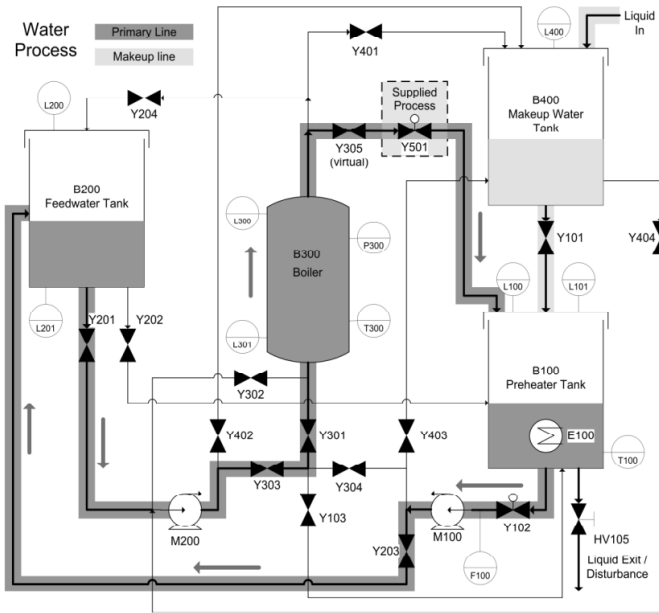 Water
Process
Primary Line
Makeup line
Liquid
In
L400
Y401
L200
Y204
Supplied
Process
Y305
(virtual)
Y501
B400
Makeup Water
Tank
B200
Feedwater Tank
L300
P300
B300
Boiler
Y101
Y404
L100
L101
L201
Y201
Y202
L301
T300
B100
Preheater Tank
Y302
Y402
Y301
Y403
E100
T100
Y303
Y304
Y103
M200
Y203
M100
Y102
HV105
F100
Liquid Exit /
Disturbance